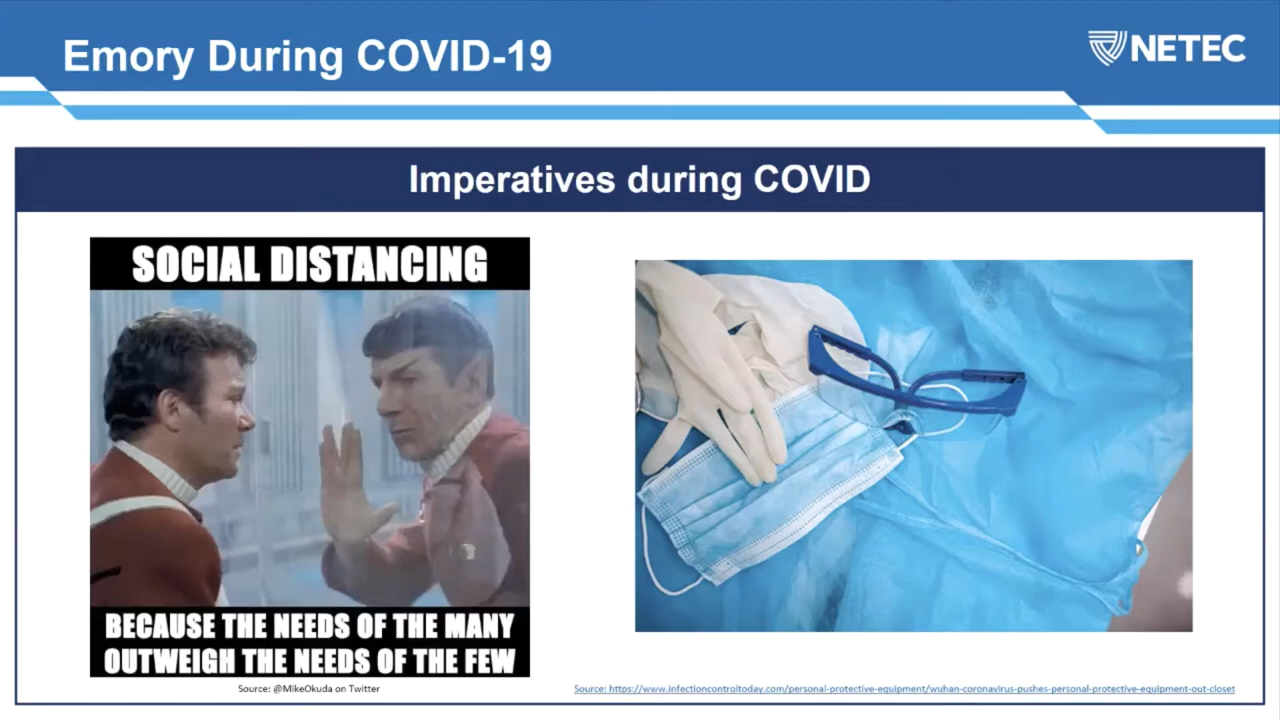 Emory During COVID-19
NETEC
Imperatives during COVID
SOCIAL DISTANCING
BECAUSE THE NEEDS OF THE MANY
OUTWEIGH THE NEEDS OF THE FEW
Source: @MikeOkuda on Twitter
Source: https://www.infectioncontroltoday.com/personal-protective-equipment/wuhan-coronavirus-pushes-personal-protective-equipment-out-closet